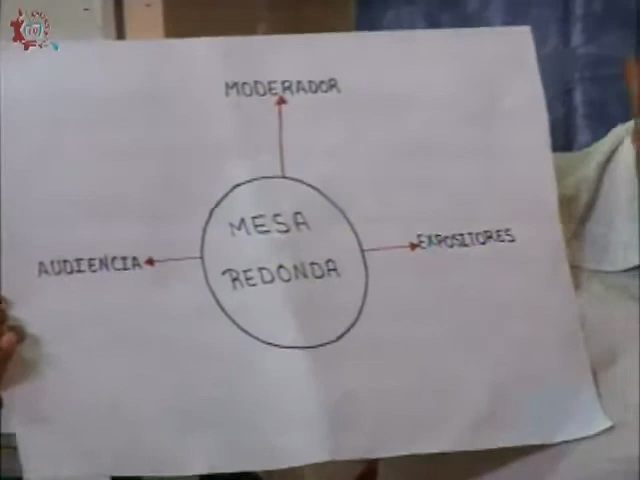 MODERADOR
MESA
REDONDA
AUDIENCIA
EXPOSITORES